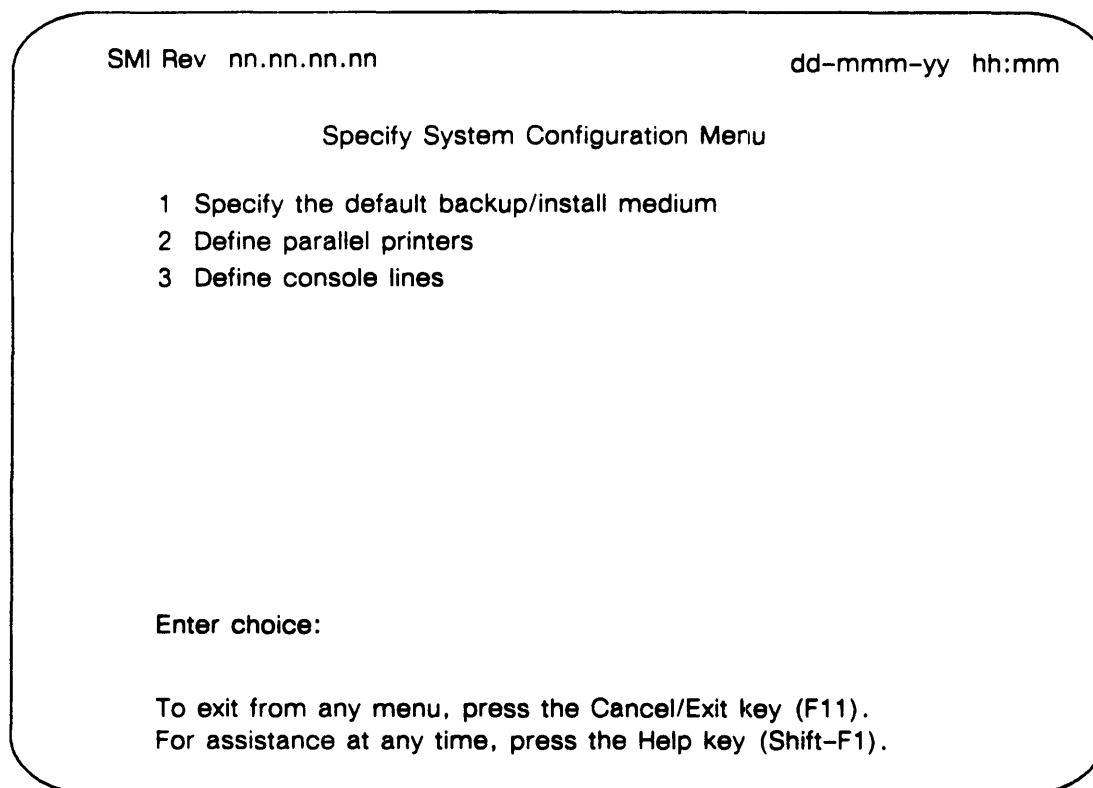 SMI Rev nn.nn.nn.nn dd-mmm-yy hh:mm
Specify System Configuration Menu
1 Specify the default backup/install medium
2 Define parallel printers
3 Define console lines
Enter choice:
To exit from any menu, press the Cancel/Exit key (F11).
For assistance at any time, press the Help key (Shift-F1).